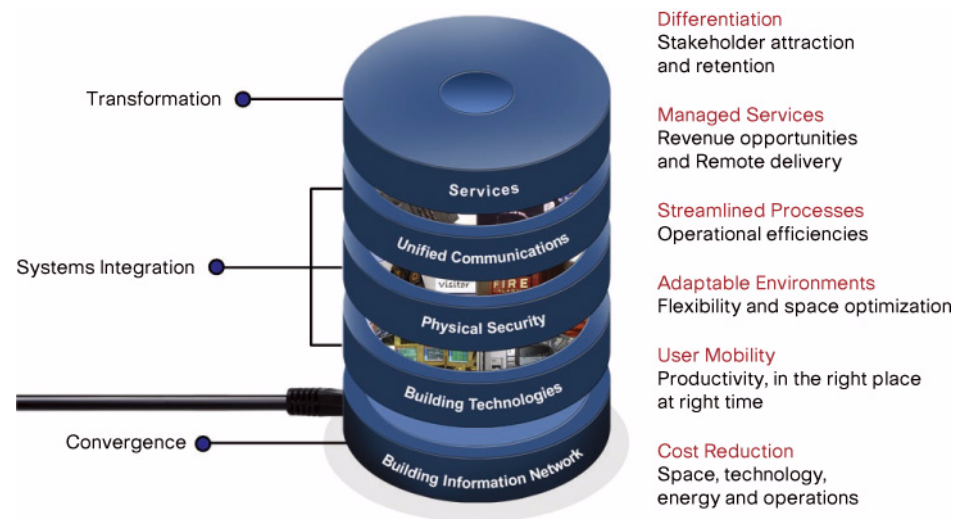 Transformation
Systems Integration
Convergence
Services
Unified Communications
visitor
FIRE
Physical Security
Building Technologies
Building Information Network
Differentiation
Stakeholder attraction
and retention
Managed Services
Revenue opportunities
and Remote delivery
Streamlined Processes
Operational efficiencies
Adaptable Environments
Flexibility and space optimization
User Mobility
Productivity, in the right place
at right time
Cost Reduction
Space, technology,
energy and operations